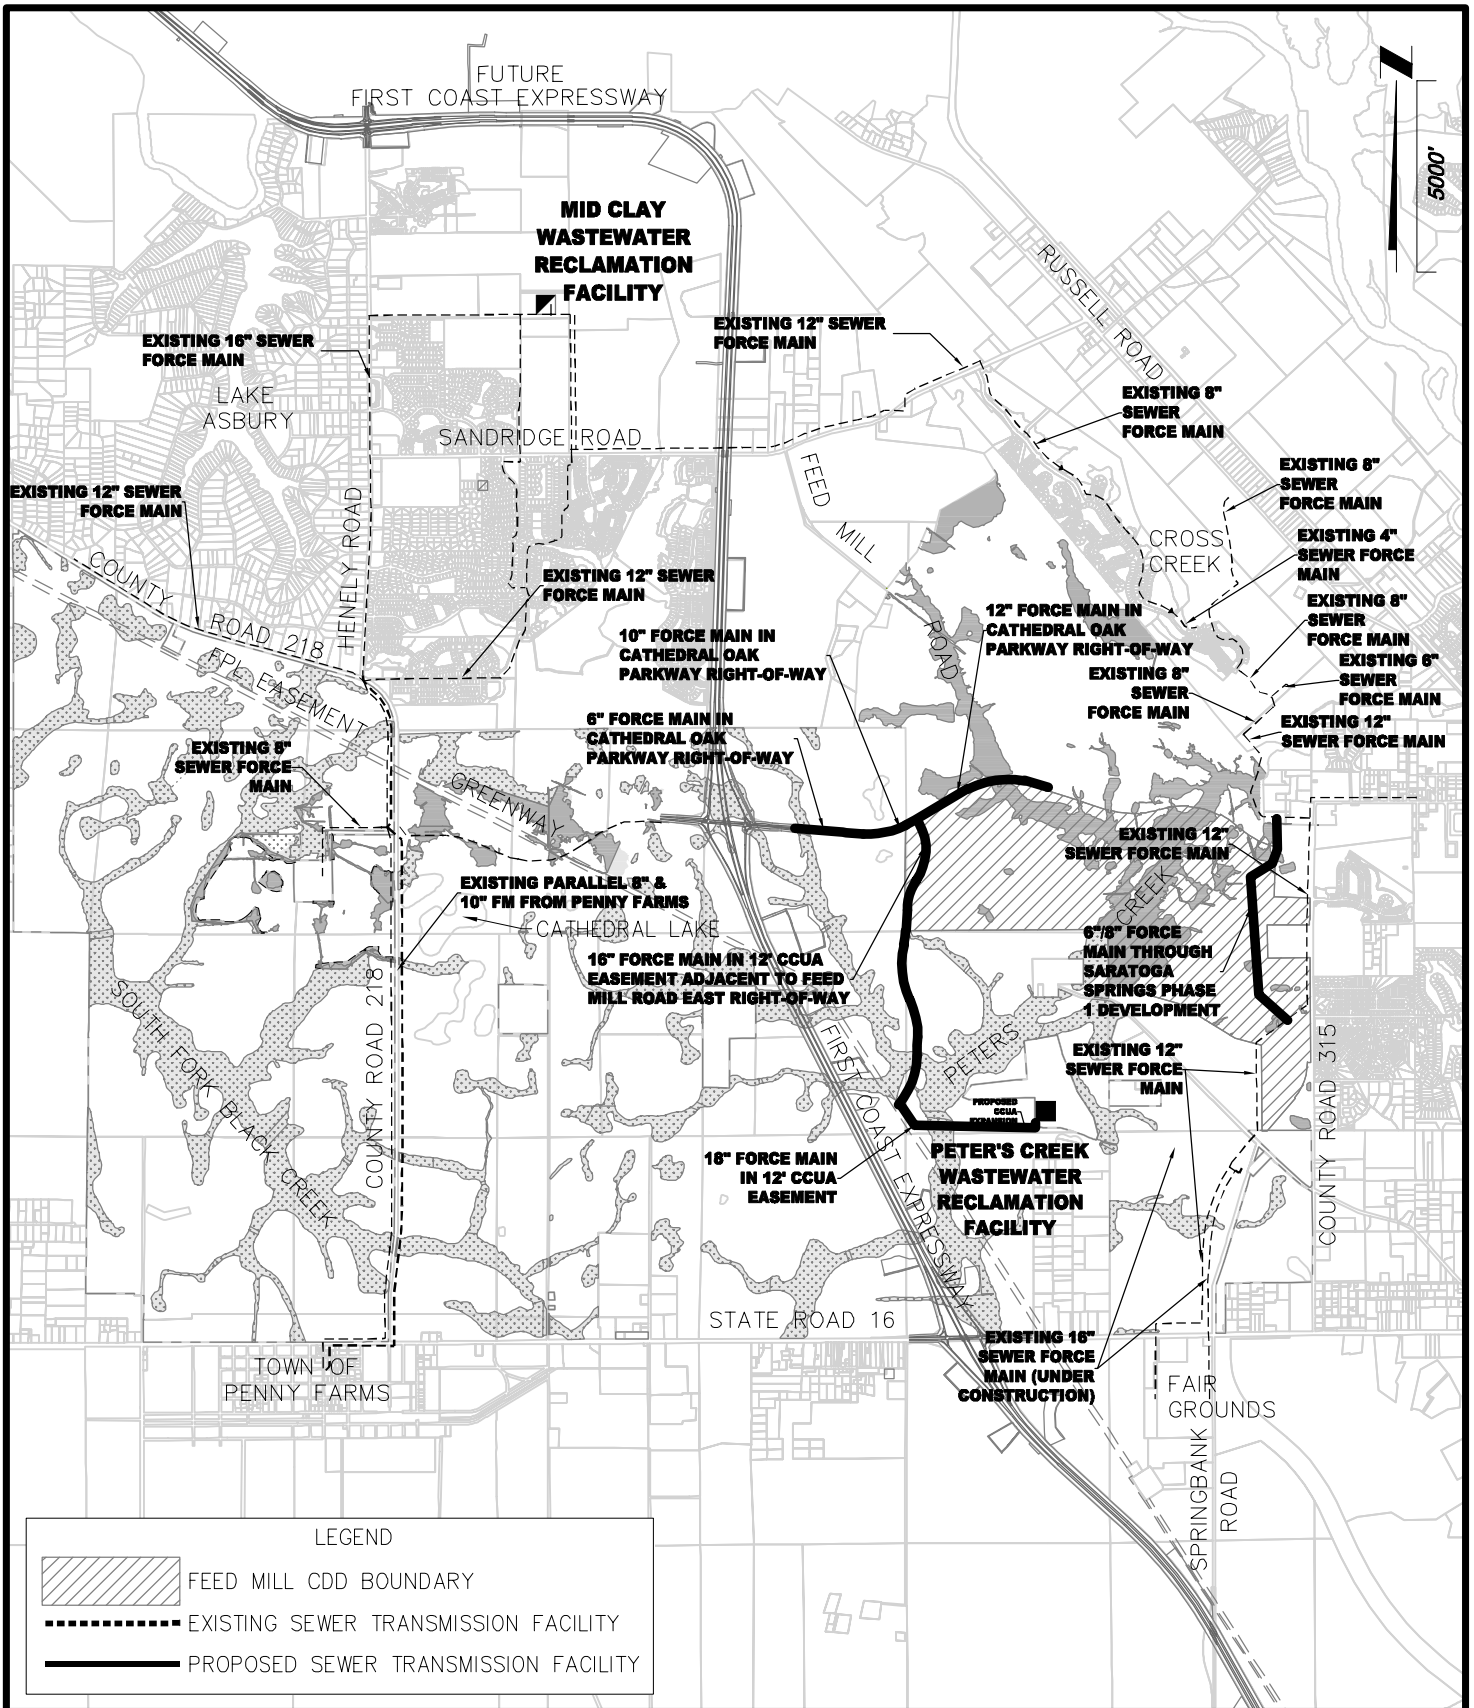 FUTURE
FIRST COAST EXPRESSWAY
5000'
MID CLAY
WASTEWATER
RECLAMATION
FACILITY
RUSSELL ROAD
EXISTING 16" SEWER
FORCE MAIN
EXISTING 12" SEWER
FORCE MAIN
LAKE
ASBURY
EXISTING 8"
SEWER
FORCE MAIN
SANDRIDGE ROAD
FEED
MILL
ROAD
EXISTING 8"
SEWER
FORCE MAIN
EXISTING 12" SEWER
FORCE MAIN
HENELY ROAD
CROSS
CREEK
EXISTING 4"
SEWER FORCE
MAIN
COUNTY
ROAD 218
EXISTING 12" SEWER
FORCE MAIN
EXISTING 8"
SEWER
FORCE MAIN
12" FORCE MAIN IN
CATHEDRAL OAK
PARKWAY RIGHT-OF-WAY
10" FORCE MAIN IN
CATHEDRAL OAK
PARKWAY RIGHT-OF-WAY
FPL EASEMENT
EXISTING 6"
SEWER
FORCE MAIN
EXISTING 8"
SEWER
FORCE MAIN
6" FORCE MAIN IN
CATHEDRAL OAK
PARKWAY RIGHT-OF-WAY
EXISTING 12"
SEWER FORCE MAIN
EXISTING 8"
SEWER FORCE
MAIN
GREENWAY
EXISTING 12"
SEWER FORCE MAIN
EXISTING PARALLEL 8" &
10" FM FROM PENNY FARMS
CATHEDRAL LAKE
CREEK
6"/8" FORCE
MAIN THROUGH
SARATOGA
SPRINGS PHASE
1 DEVELOPMENT
16" FORCE MAIN IN 12' CCUA
EASEMENT ADJACENT TO FEED
MILL ROAD EAST RIGHT-OF-WAY
SOUTH FORK BLACK CREEK
COUNTY ROAD 218
FIRST COAST EXPRESSWAY
PETERS
COUNTY ROAD 315
EXISTING 12"
SEWER FORCE
MAIN
PROPOSED
CCUA
EXPANSION
18" FORCE MAIN
IN 12' CCUA
EASEMENT
PETER'S CREEK
WASTEWATER
RECLAMATION
FACILITY
STATE ROAD 16
EXISTING 16"
SEWER FORCE
MAIN (UNDER
CONSTRUCTION)
TOWN OF
PENNY FARMS
FAIR
GROUNDS
SPRINGBANK
ROAD
LEGEND
FEED MILL CDD BOUNDARY
EXISTING SEWER TRANSMISSION FACILITY
PROPOSED SEWER TRANSMISSION FACILITY